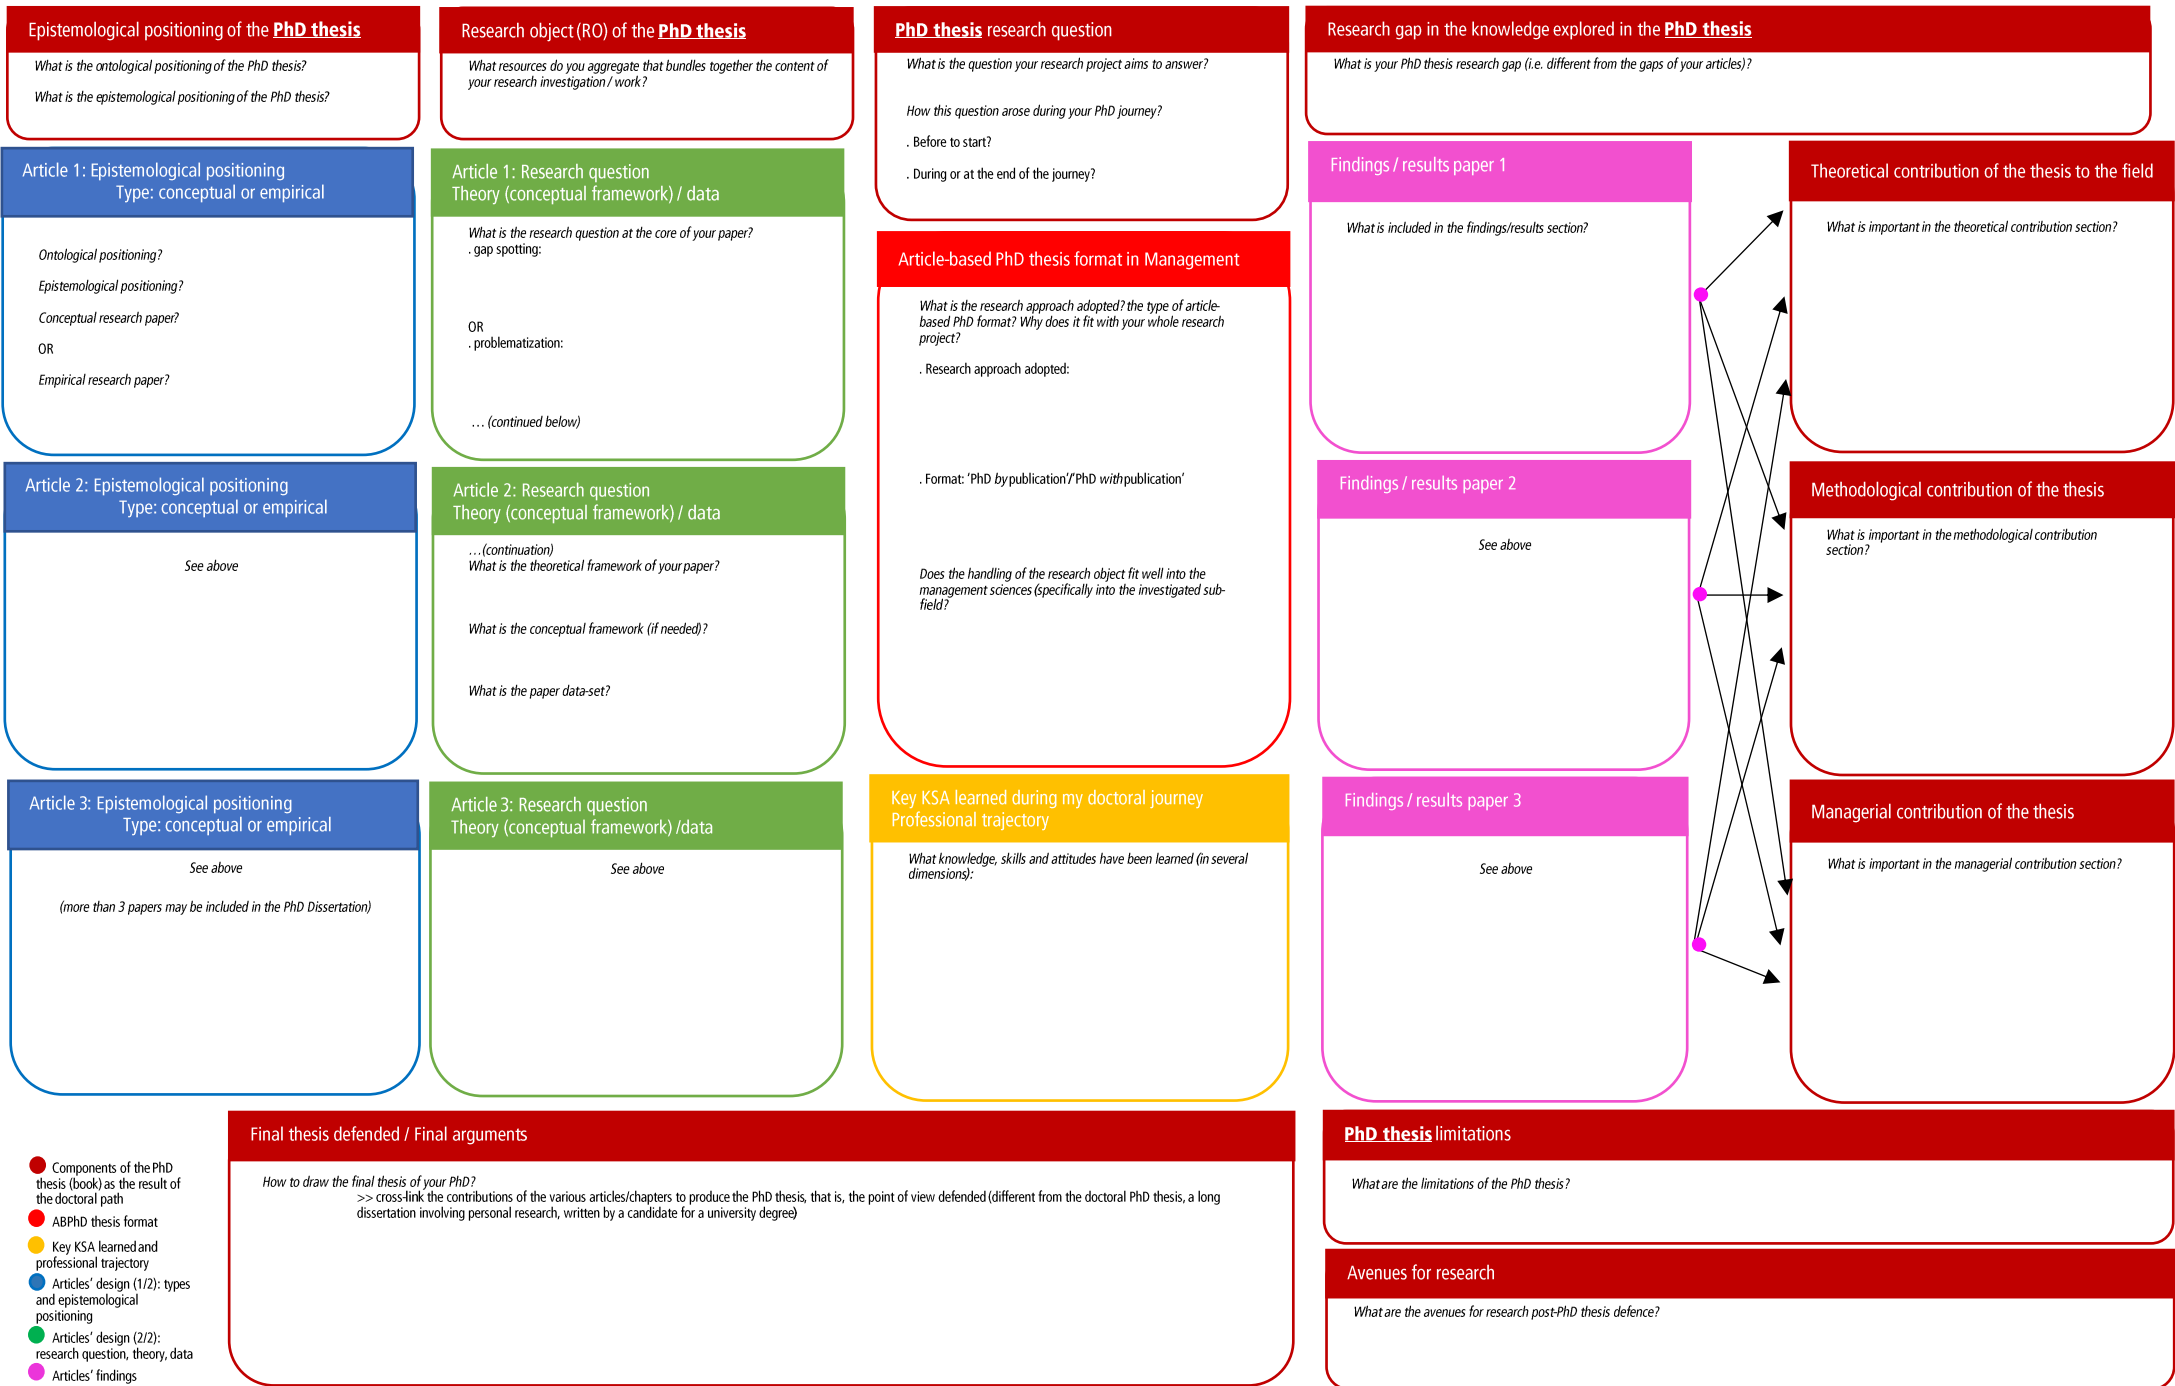 Epistemological positioning of the PhD thesis
What is the ontological positioning of the PhD thesis?
What is the epistemological positioning of the PhD thesis?
Research object (RO) of the PhD thesis
What resources do you aggregate that bundles together the content of
your research investigation / work?
PhD thesis research question
What is the question your research project aims to answer?
How this question arose during your PhD journey?
. Before to start?
. During or at the end of the journey?
Research gap in the knowledge explored in the PhD thesis
What is your PhD thesis research gap (i.e. different from the gaps of your articles)?
Article 1: Epistemological positioning
Type: conceptual or empirical
Ontological positioning?
Epistemological positioning?
Conceptual research paper?
OR
Empirical research paper?
Article 1: Research question
Theory (conceptual framework) / data
What is the research question at the core of your paper?
. gap spotting:
OR
. problematization:
… (continued below)
Article-based PhD thesis format in Management
What is the research approach adopted? the type of article-
based PhD format? Why does it fit with your whole research
project?
. Research approach adopted:
. Format: ‘PhD by publication’/‘PhD with publication’
Does the handling of the research object fit well into the
management sciences (specifically into the investigated sub-
field?
Findings / results paper 1
What is included in the findings/results section?
Theoretical contribution of the thesis to the field
What is important in the theoretical contribution section?
Article 2: Epistemological positioning
Type: conceptual or empirical
See above
Article 2: Research question
Theory (conceptual framework) / data
…(continuation)
What is the theoretical framework of your paper?
What is the conceptual framework (if needed)?
What is the paper data-set?
Findings / results paper 2
See above
Methodological contribution of the thesis
What is important in the methodological contribution
section?
Article 3: Epistemological positioning
Type: conceptual or empirical
See above
(more than 3 papers may be included in the PhD Dissertation)
Article 3: Research question
Theory (conceptual framework) /data
See above
Key KSA learned during my doctoral journey
Professional trajectory
What knowledge, skills and attitudes have been learned (in several
dimensions):
Findings / results paper 3
See above
Managerial contribution of the thesis
What is important in the managerial contribution section?
Components of the PhD
thesis (book) as the result of
the doctoral path
ABPhD thesis format
Key KSA learned and
professional trajectory
Articles’ design (1/2): types
and epistemological
positioning
Articles’ design (2/2):
research question, theory, data
Articles’ findings
Final thesis defended / Final arguments
How to draw the final thesis of your PhD?
>> cross-link the contributions of the various articles/chapters to produce the PhD thesis, that is, the point of view defended (different from the doctoral PhD thesis, a long
dissertation involving personal research, written by a candidate for a university degree)
PhD thesis limitations
What are the limitations of the PhD thesis?
Avenues for research
What are the avenues for research post-PhD thesis defence?